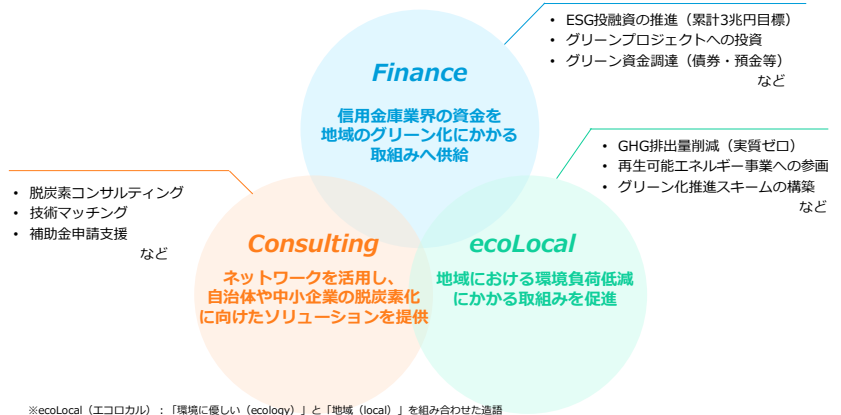 • ESG投融資の推進（累計3兆円目標）
• グリーンプロジェクトへの投資
• グリーン資金調達（債券・預金等）
など
Finance
信用金庫業界の資金を
地域のグリーン化にかかる
取組みへ供給
• GHG排出量削減（実質ゼロ）
• 再生可能エネルギー事業への参画
• グリーン化推進スキームの構築
など
• 脱炭素コンサルティング
• 技術マッチング
• 補助金申請支援
など
Consulting
ネットワークを活用し、
自治体や中小企業の脱炭素化
に向けたソリューションを提供
ecoLocal
地域における環境負荷低減
にかかる取組みを促進
※ecoLocal（エコロカル）：「環境に優しい（ecology）」と「地域（local）」を組み合わせた造語